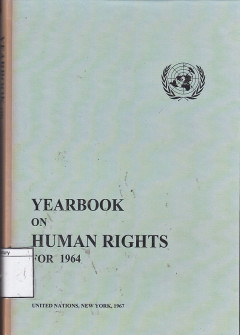 YEARBOOK
ON
HUMAN RIGHTS
FOR 1964
UNITED NATIONS, NEW YORK, 1967